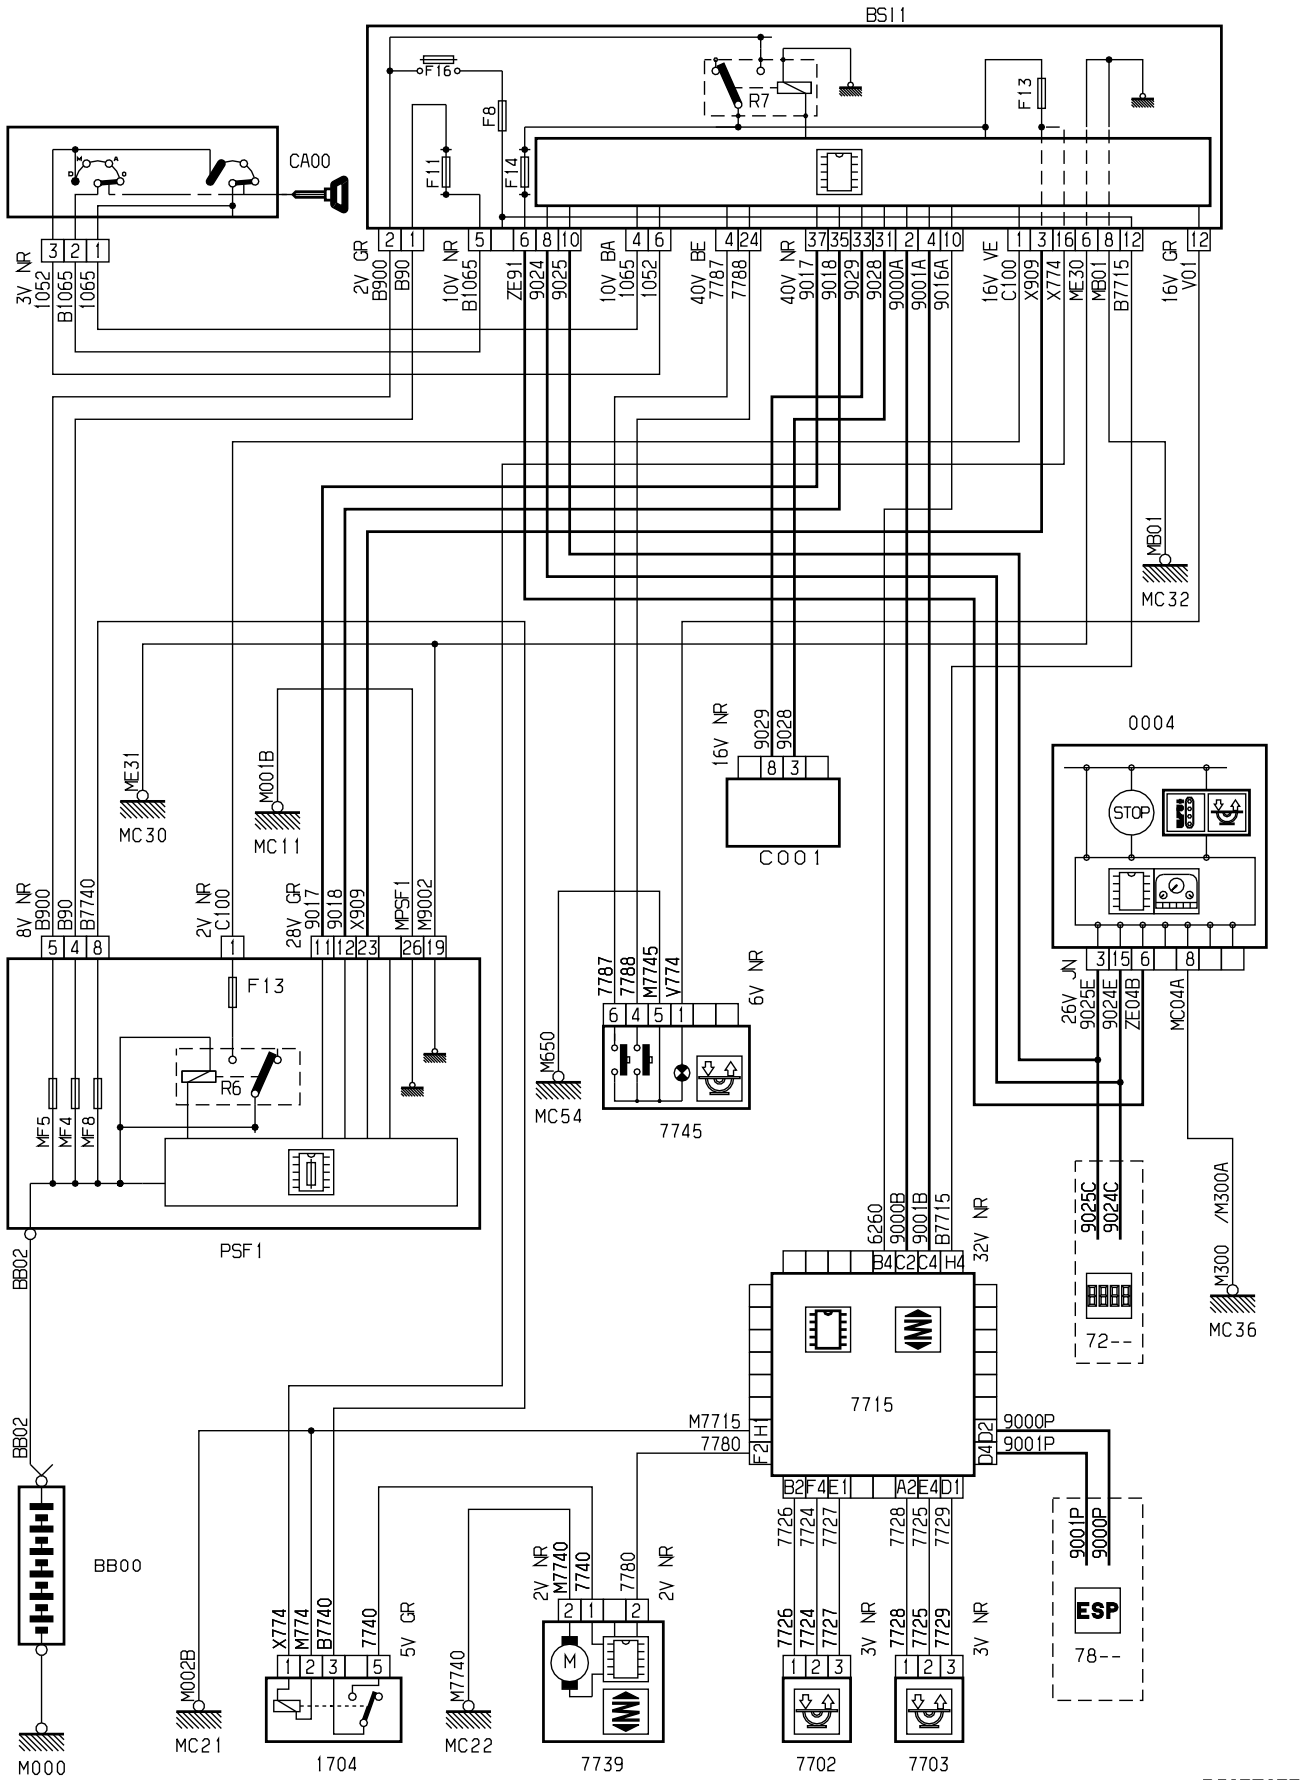 BSI1
F16
F8
F11
F14
R7
F13
M A
D O
CA00
3 2 1
2 1 5 6 8 10 4 6 4 24 37 35 33 31 2 4 10 1 3 16 6 8 12 12
3V NR
1052
B1065
1065
2V GR
B900
B90
10V NR
B1065
ZE91
9024
9025
10V BA
1065
1052
40V BE
7787
7788
40V NR
9017
9018
9029
9028
9000A
9001A
9016A
16V VE
C100
X909
X774
ME30
MB01
B7715
16V GR
V01
MB01
MC32
ME31
MC30
M001B
MC11
16V NR
9029
9028
8 3
C001
0004
STOP
3 15 6 8
26V JN
9025E
9024E
ZE04B
MC04A
8V NR
B900
B90
B7740
2V NR
C100
28V GR
9017
9018
X909
MPSF1
M9002
5 4 8 1 11 12 23 26 19
F13
R6
MF5
MF4
MF8
PSF1
7787
7788
M7745
V774
6V NR
6 4 5 1
M650
MC54
7745
9025C
9024C
72--
M300 /M300A
MC36
6260
9000B
9001B
B7715
32V NR
B4 C2 C4 H4
7715
M7715
H1
7780
F2
D2
9000P
D4
9001P
B2 F4 E1 A2 E4 D1
7726
7724
7727
7728
7725
7729
9001P
9000P
ESP
78--
BB02
BB02
BB00
M000
M002B
MC21
X774
M774
B7740
7740
5V GR
1 2 3 5
1704
M7740
MC22
2V NR
M7740
7740
7780
2V NR
2 1 2
M
7739
7726
7724
7727
3V NR
1 2 3
7702
7728
7725
7729
3V NR
1 2 3
7703